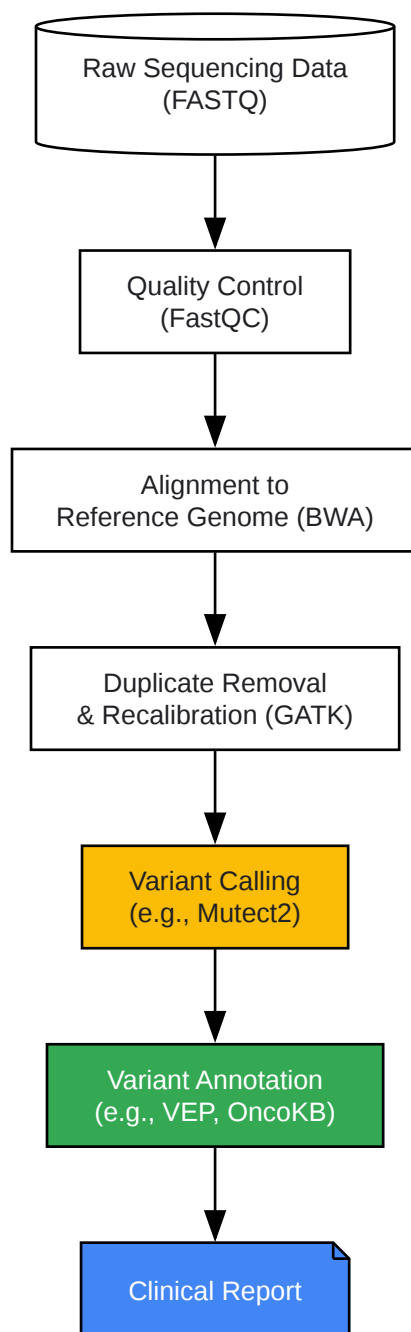 Raw Sequencing Data
(FASTQ)
Quality Control
(FastQC)
Alignment to
Reference Genome (BWA)
Duplicate Removal
& Recalibration (GATK)
Variant Calling
(e.g., Mutect2)
Variant Annotation
(e.g., VEP, OncoKB)
Clinical Report